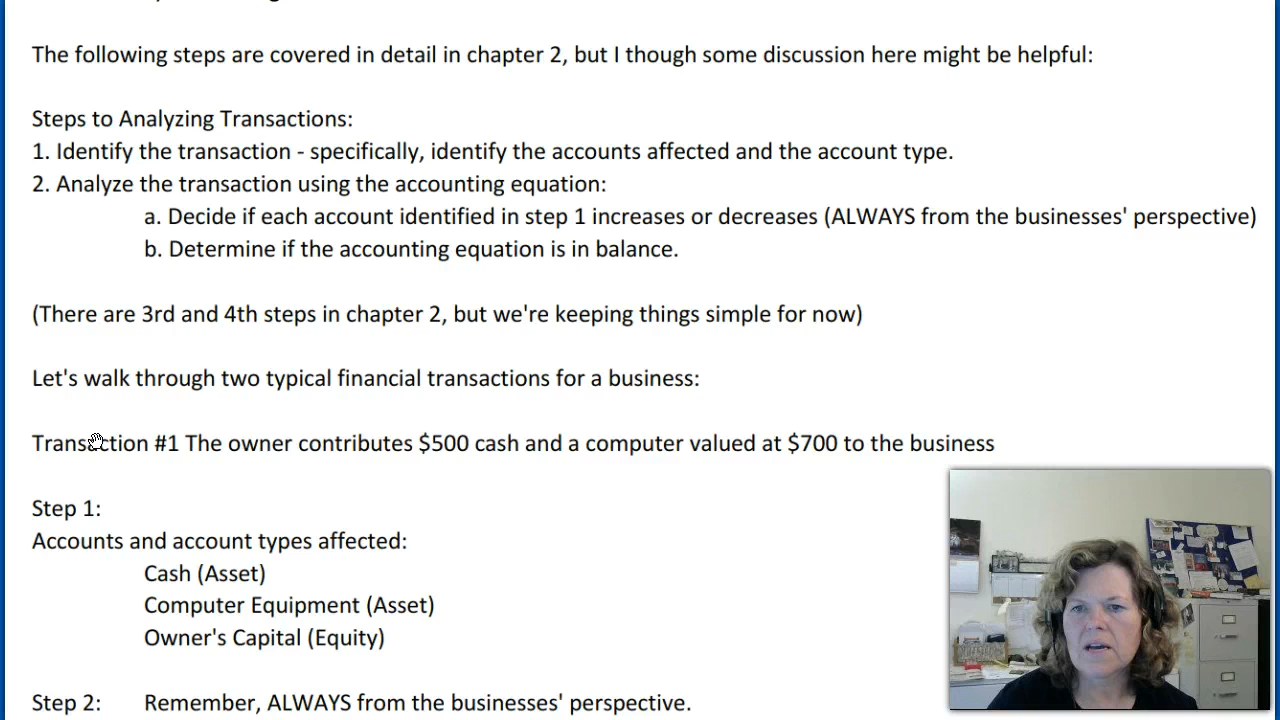 The following steps are covered in detail in chapter 2, but I though some discussion here might be helpful:
Steps to Analyzing Transactions:
1. Identify the transaction - specifically, identify the accounts affected and the account type.
2. Analyze the transaction using the accounting equation:
a. Decide if each account identified in step 1 increases or decreases (ALWAYS from the businesses' perspective)
b. Determine if the accounting equation is in balance.
(There are 3rd and 4th steps in chapter 2, but we're keeping things simple for now)
Let's walk through two typical financial transactions for a business:
Transaction #1 The owner contributes $500 cash and a computer valued at $700 to the business
Step 1:
Accounts and account types affected:
Cash (Asset)
Computer Equipment (Asset)
Owner's Capital (Equity)
Step 2: Remember, ALWAYS from the businesses' perspective.